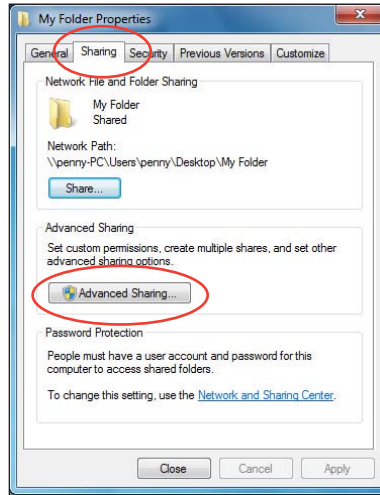 My Folder Properties
General Sharing Security Previous Versions Customize
Network File and Folder Sharing
My Folder
Shared
Network Path:
\\penny-PC\Users\penny\Desktop\My Folder
Share...
Advanced Sharing
Set custom permissions, create multiple shares, and set other
advanced sharing options.
Advanced Sharing...
Password Protection
People must have a user account and password for this
computer to access shared folders.
To change this setting, use the Network and Sharing Center.
Close Cancel Apply